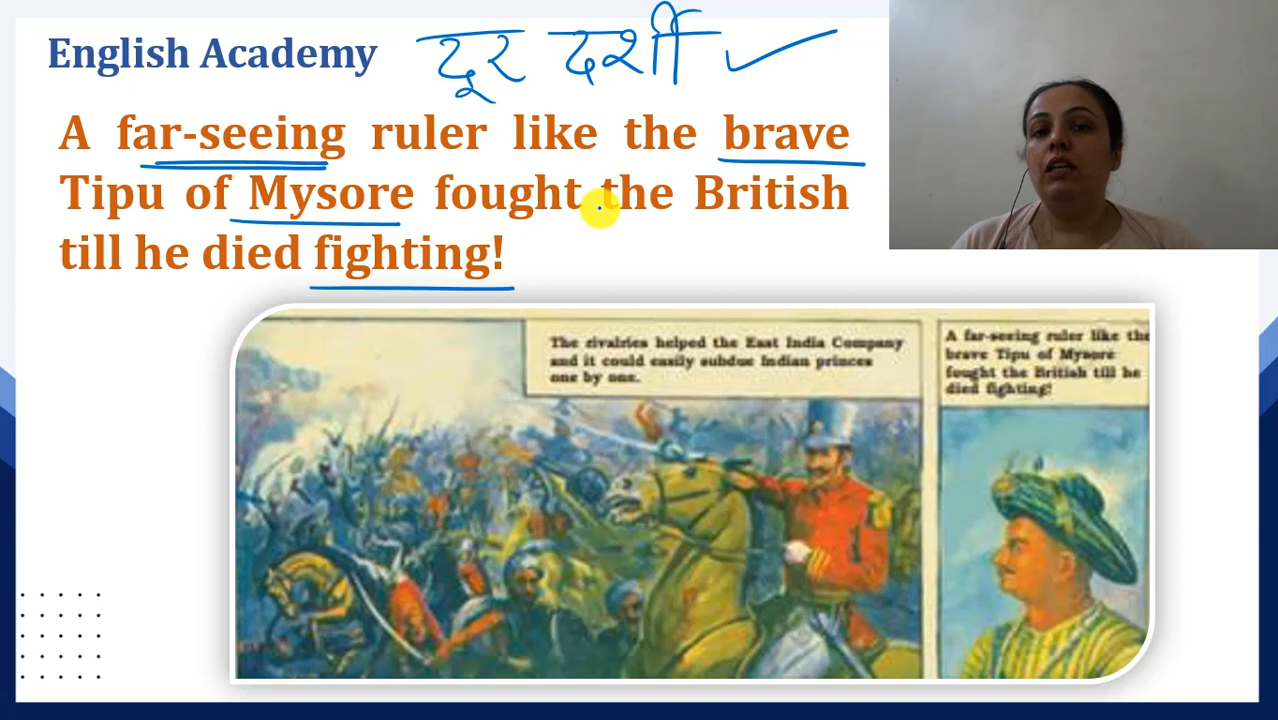 English Academy दूर दर्शी
A far-seeing ruler like the brave
Tipu of Mysore fought the British
till he died fighting!
The rivalries helped the East India Company
and it could easily subdue Indian princes
one by one.
A far-seeing ruler like the
brave Tipu of Mysore
fought the British till he
died fighting!